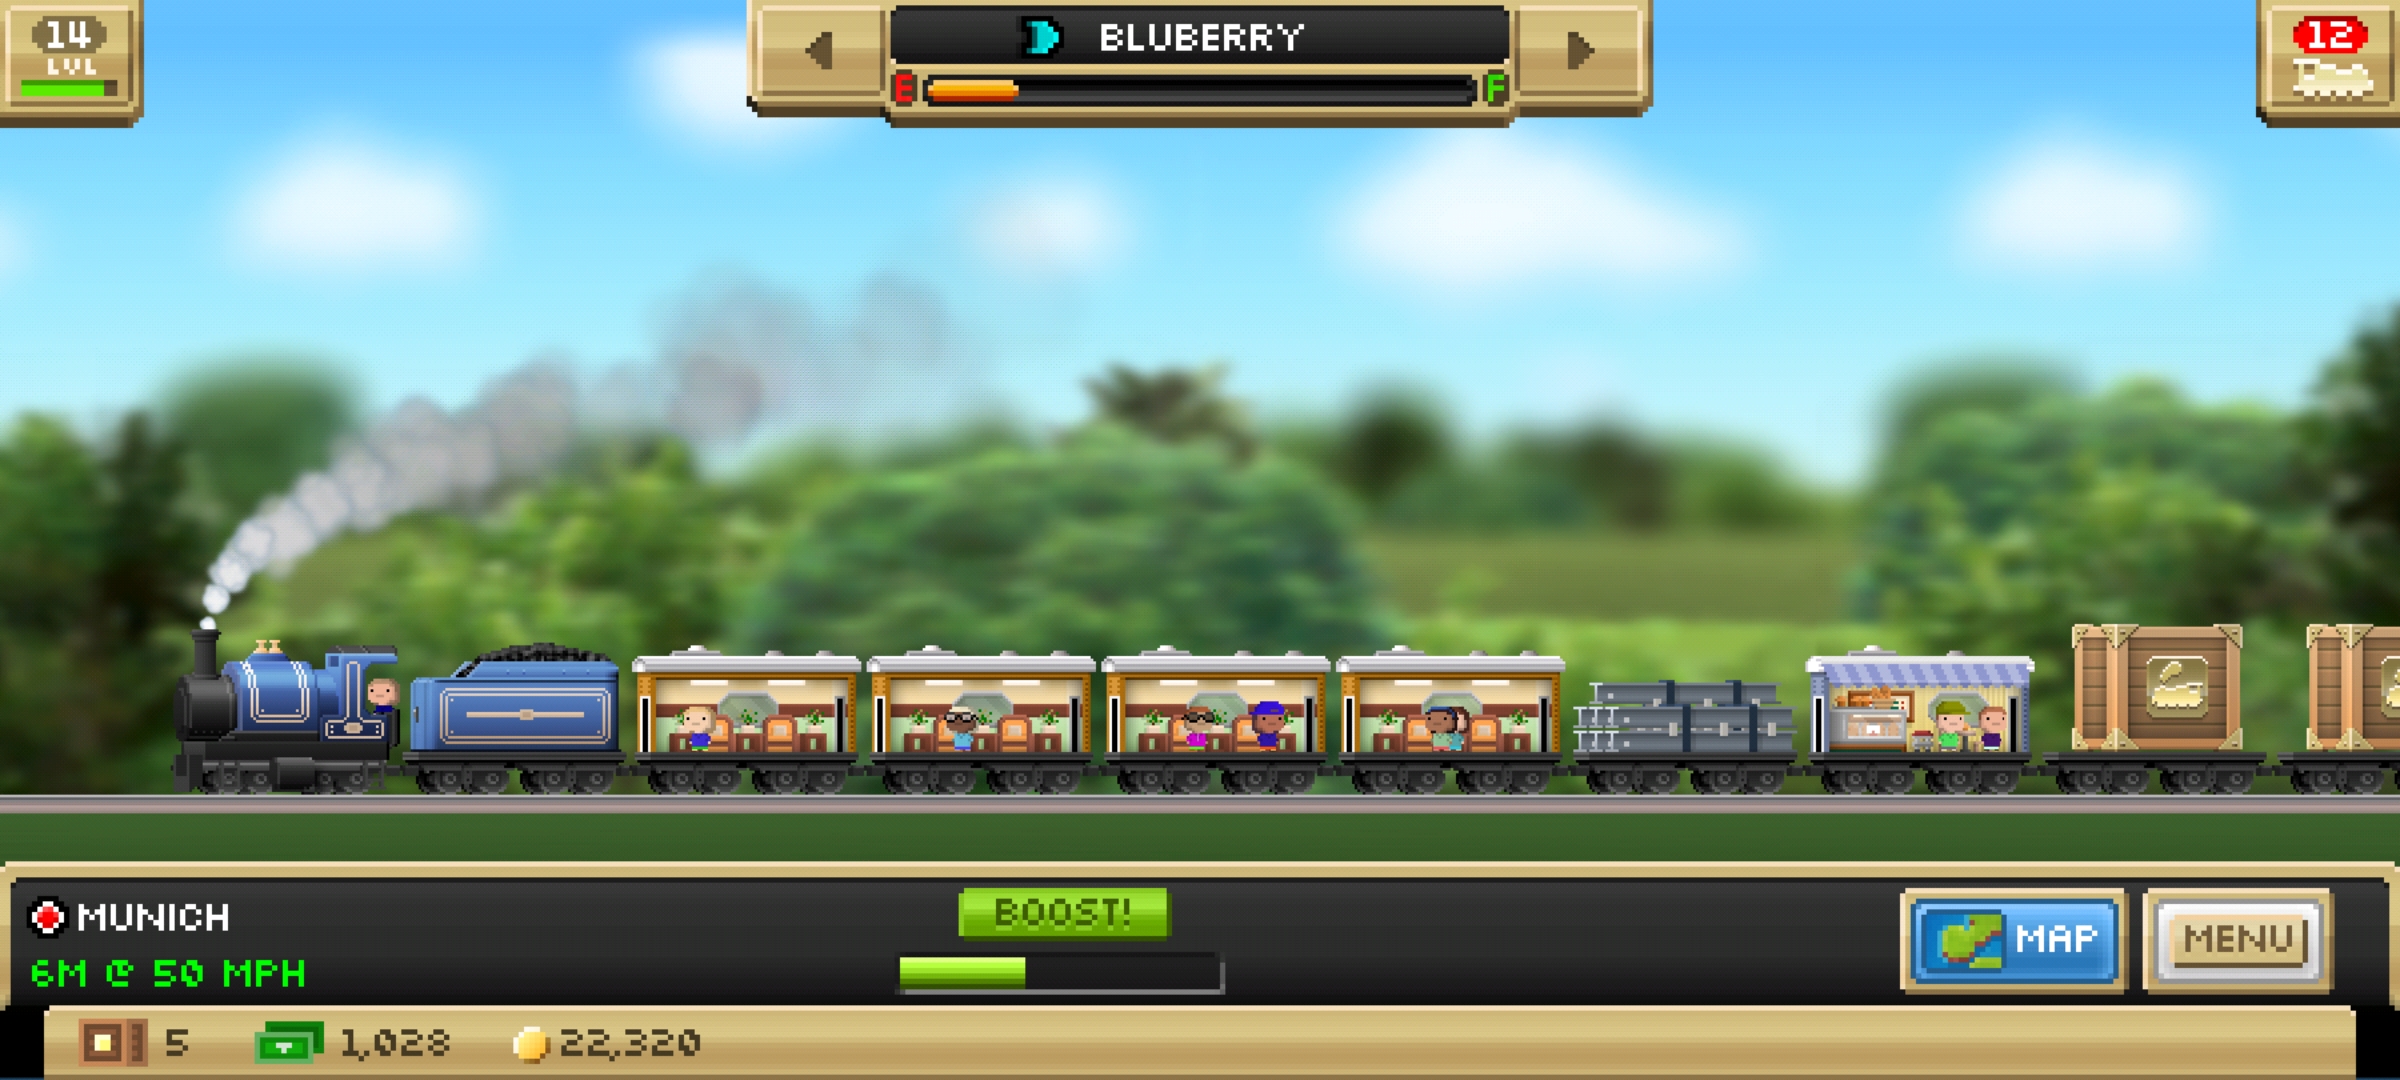 14
LVL
BLUBERRY
E F
12
MUNICH
6M @ 50 MPH
BOOST!
MAP
MENU
5 1,028 22,320